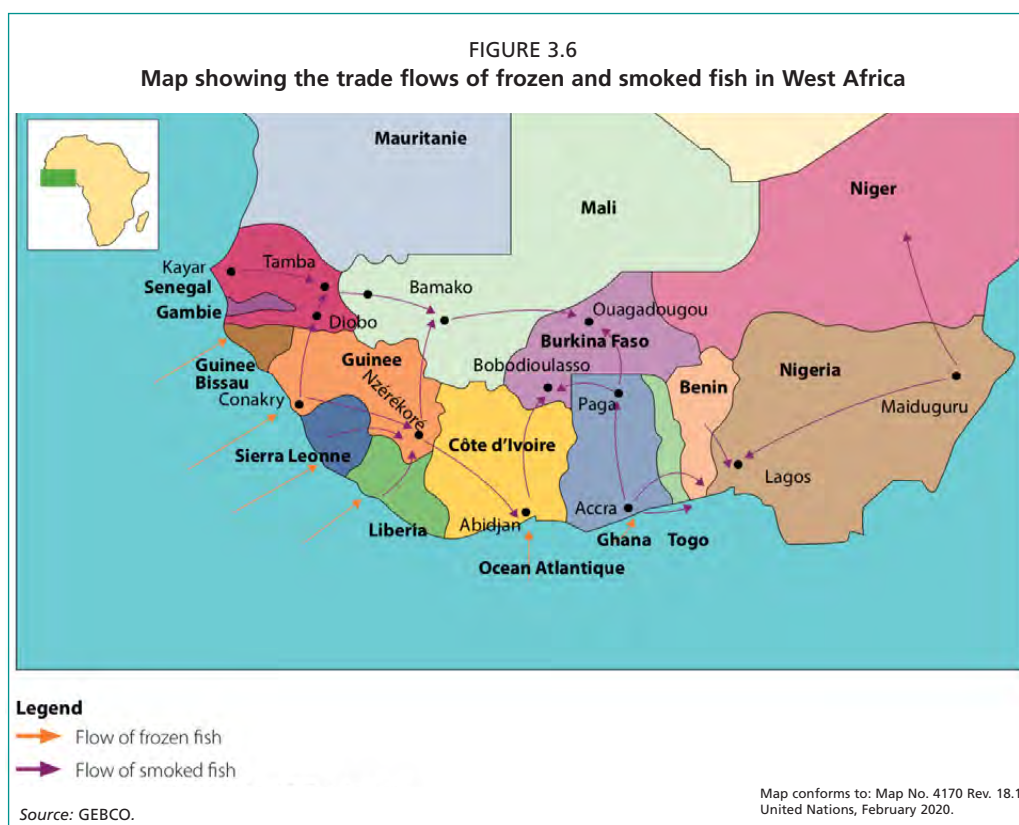 FIGURE 3.6
Map showing the trade flows of frozen and smoked fish in West Africa
Mauritanie
Niger
Mali
Kayar
Tamba
Senegal
Bamako
Gambie
Diobo
Ouagadougou
Burkina Faso
Guinee
Bobodioulasso
Guinee
Bissau
Nzérékore
Benin
Nigeria
Conakry
Paga
Maiduguru
Côte d'Ivoire
Sierra Leonne
Lagos
Abidjan
Accra
Liberia
Ghana
Togo
Ocean Atlantique
Legend
Flow of frozen fish
Flow of smoked fish
Map conforms to: Map No. 4170 Rev. 18.1
United Nations, February 2020.
Source: GEBCO.